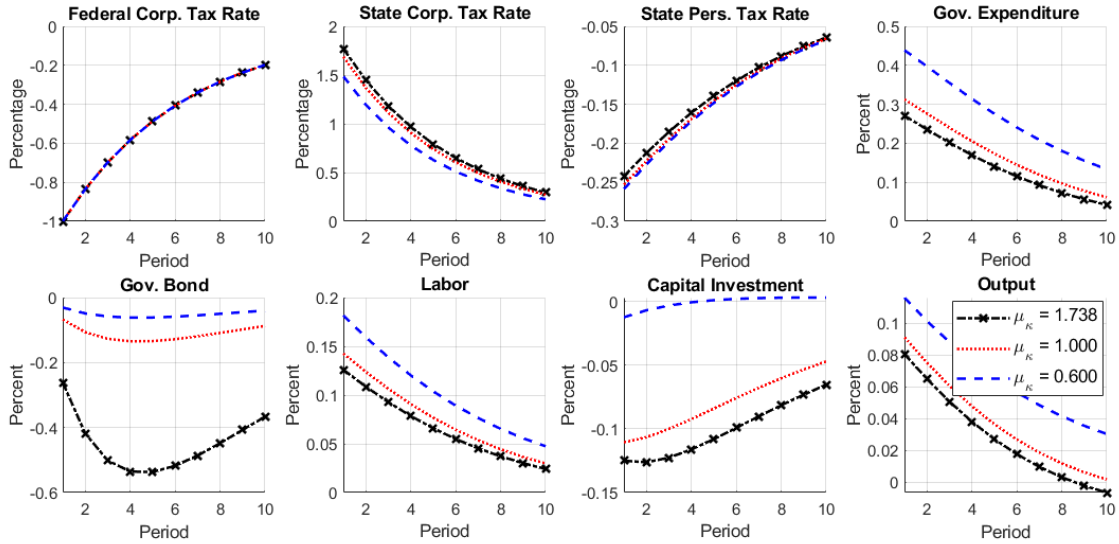 Federal Corp. Tax Rate
Percentage
0
-0.2
-0.4
-0.6
-0.8
-1
2 4 6 8 10
Period
State Corp. Tax Rate
Percentage
2
1.5
1
0.5
0
2 4 6 8 10
Period
State Pers. Tax Rate
Percentage
-0.05
-0.1
-0.15
-0.2
-0.25
-0.3
2 4 6 8 10
Period
Gov. Expenditure
Percent
0.5
0.4
0.3
0.2
0.1
0
2 4 6 8 10
Period
Gov. Bond
Percent
0
-0.2
-0.4
-0.6
2 4 6 8 10
Period
Labor
Percent
0.2
0.15
0.1
0.05
0
2 4 6 8 10
Period
Capital Investment
Percent
0
-0.05
-0.1
-0.15
2 4 6 8 10
Period
Output
Percent
0.1
0.08
0.06
0.04
0.02
0
2 4 6 8 10
Period
μκ = 1.738
μκ = 1.000
μκ = 0.600